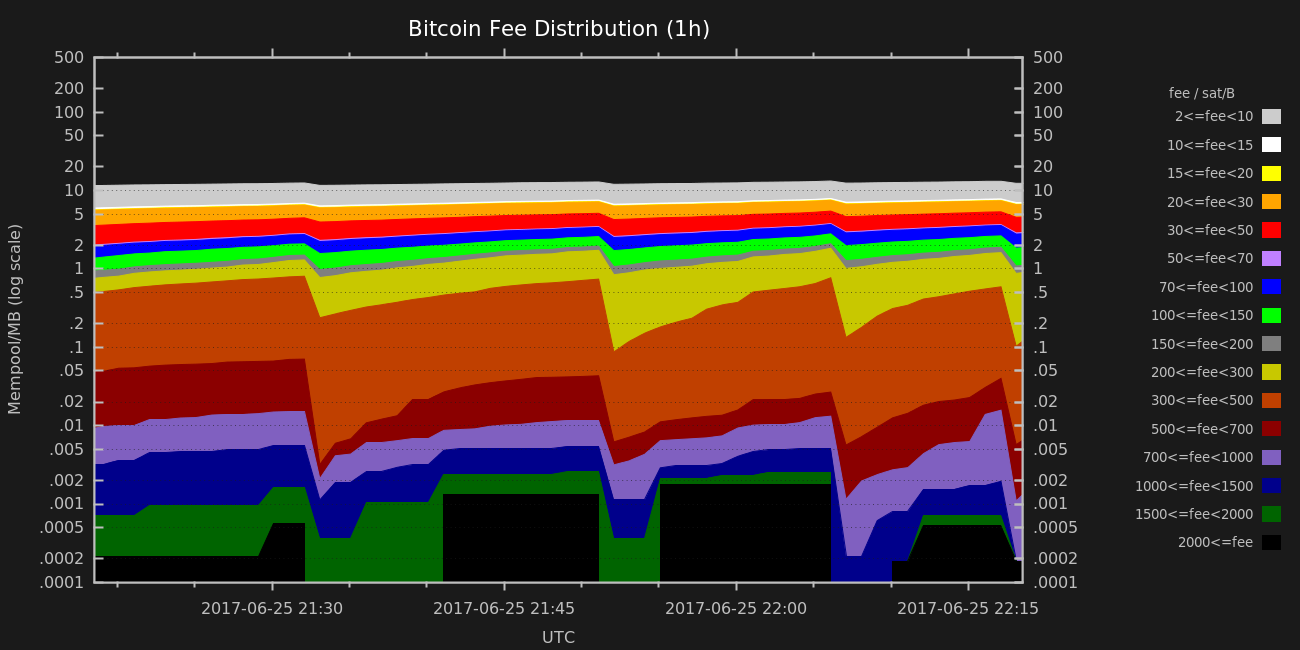 Bitcoin Fee Distribution (1h)
Mempool/MB (log scale)
500
200
100
50
20
10
5
2
1
.5
.2
.1
.05
.02
.01
.005
.002
.001
.0005
.0002
.0001
500
200
100
50
20
10
5
2
1
.5
.2
.1
.05
.02
.01
.005
.002
.001
.0005
.0002
.0001
fee / sat/B
2<=fee<10
10<=fee<15
15<=fee<20
20<=fee<30
30<=fee<50
50<=fee<70
70<=fee<100
100<=fee<150
150<=fee<200
200<=fee<300
300<=fee<500
500<=fee<700
700<=fee<1000
1000<=fee<1500
1500<=fee<2000
2000<=fee
2017-06-25 21:30 2017-06-25 21:45 2017-06-25 22:00 2017-06-25 22:15
UTC